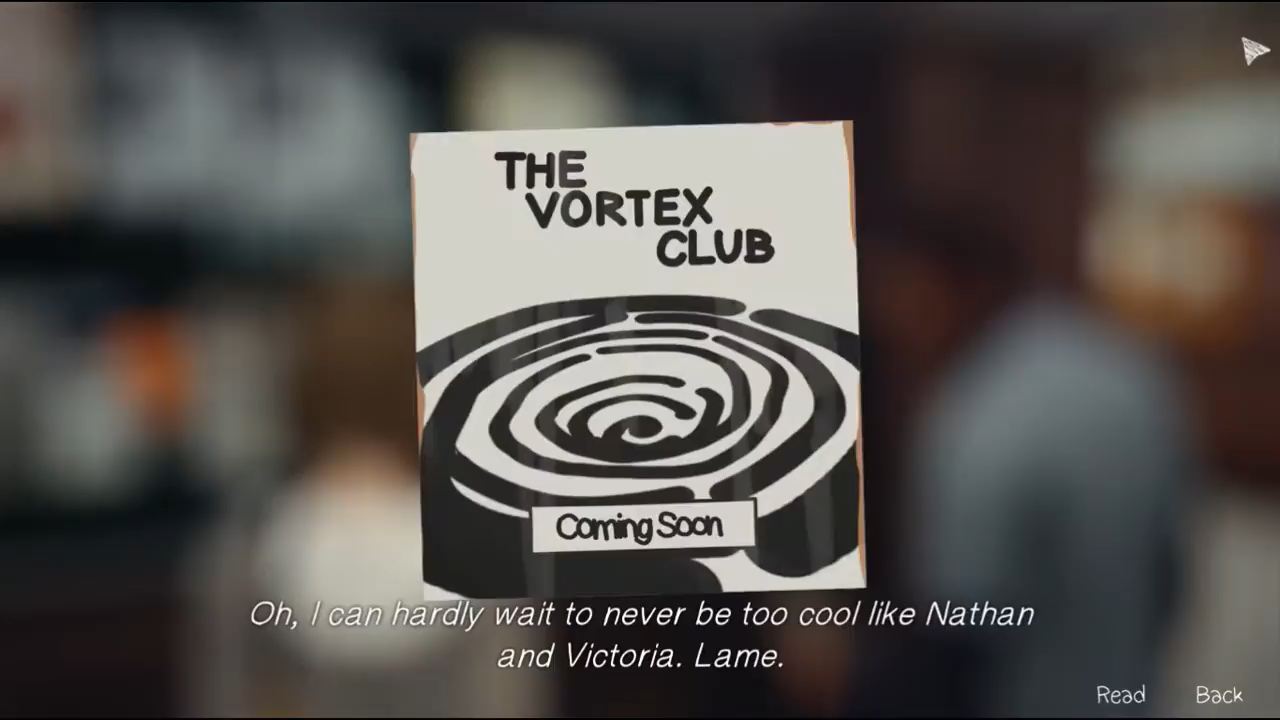 THE
VORTEX
CLUB
Coming Soon
Oh, I can hardly wait to never be too cool like Nathan
and Victoria. Lame.
Read Back